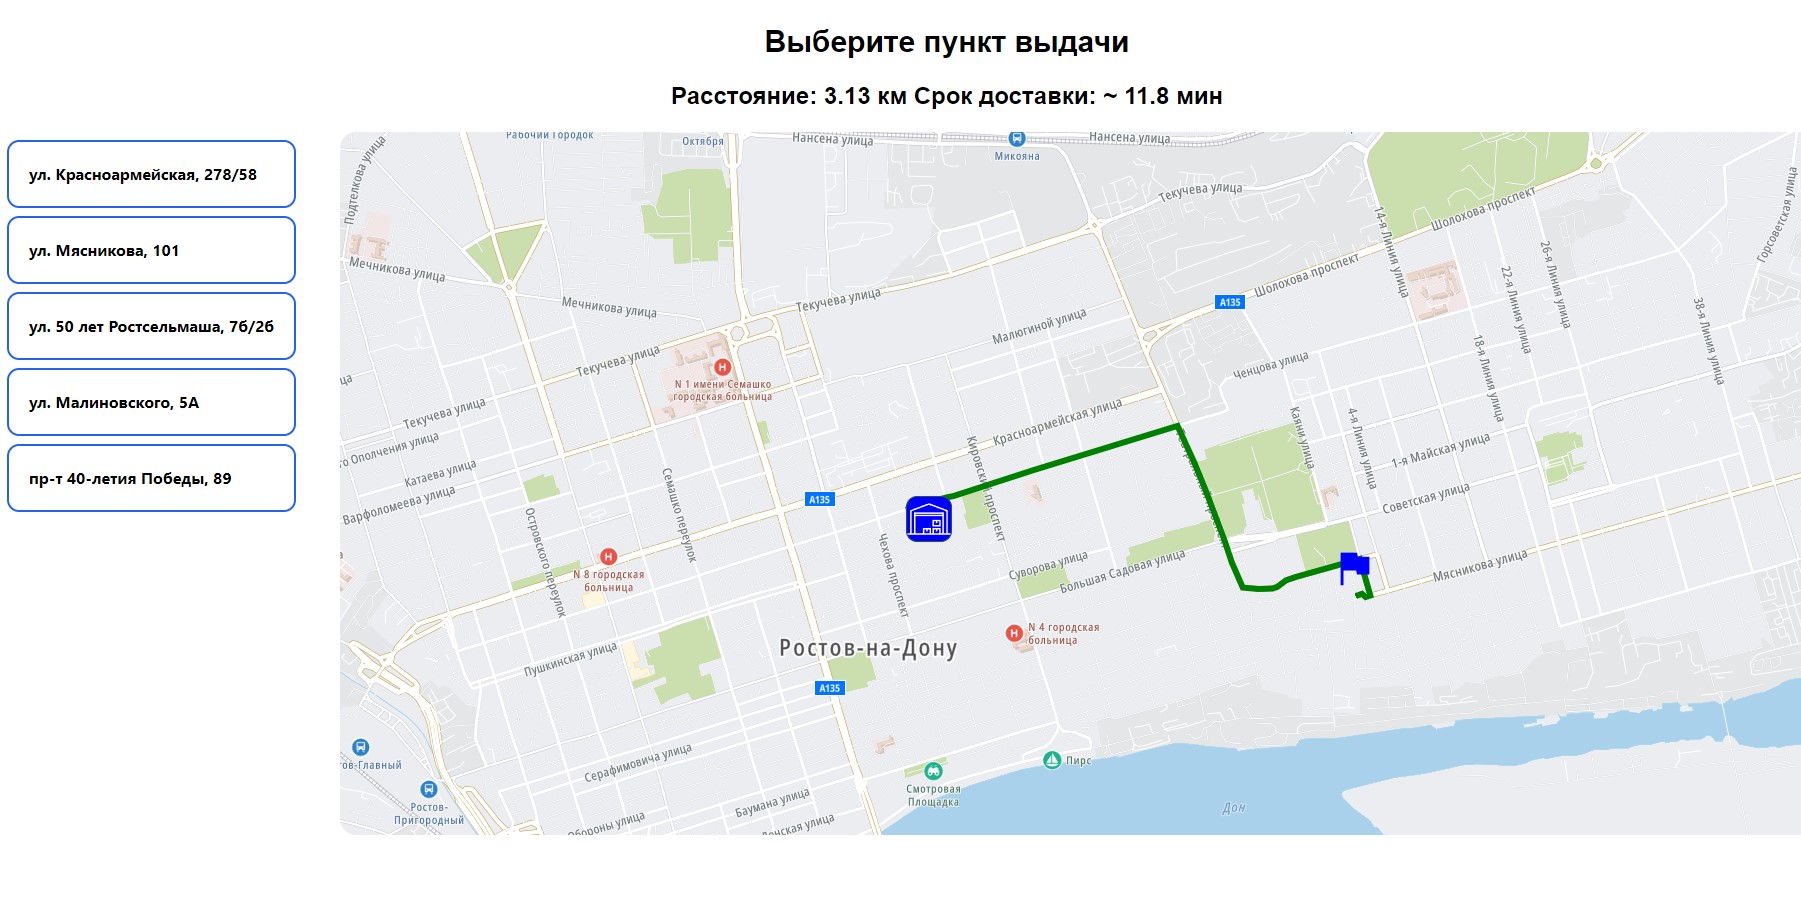 Выберите пункт выдачи
Расстояние: 3.13 км Срок доставки: ~ 11.8 мин
ул. Красноармейская, 278/58
ул. Мясникова, 101
ул. 50 лет Ростсельмаша, 7б/2б
ул. Малиновского, 5А
пр-т 40-летия Победы, 89
Рабочий Городок
Октября
Нансена улица
Микояна
Нансена улица
Подтелкова улица
Текучева улица
14-я Линия улица
Шолохова проспект
Горсоветская улица
Мечникова улица
Мечникова улица
Текучева улица
A135
Шолохова проспект
22-я Линия улица
26-я Линия улица
38-я Линия улица
Малюгиной улица
18-я Линия улица
Текучева улица
Ченцова улица
N 1 имени Семашко
городская больница
Текучева улица
Красноармейская улица
Каяни улица
4-я Линия улица
1-я Майская улица
го Ополчения улица
Катаева улица
Варфоломеева улица
Семашко переулок
Кировский проспект
A135
Советская улица
Островского переулок
Чехова проспект
N 8 городская
больница
Суворова улица
Большая Садовая улица
Мясникова улица
N 4 городская
больница
Ростов-на-Дону
Пушкинская улица
A135
Серафимовича улица
тов-Главный
Пирс
Ростов-
Пригородный
Смотровая
Площадка
Баумана улица
Обороны улица
Донская улица
Дон